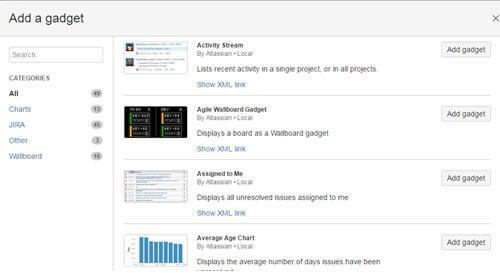 Add a gadget
×
Search
CATEGORIES
All
Charts 13
JIRA 45
Other 3
Wallboard 16
Activity Stream
By Atlassian • Local
Lists recent activity in a single project, or in all projects.
Show XML link
Add gadget
Agile Wallboard Gadget
By Atlassian • Local
Displays a board as a Wallboard gadget
Show XML link
Add gadget
Assigned to Me
By Atlassian • Local
Displays all unresolved issues assigned to me
Show XML link
Add gadget
Average Age Chart
By Atlassian • Local
Displays the average number of days issues have been
Add gadget